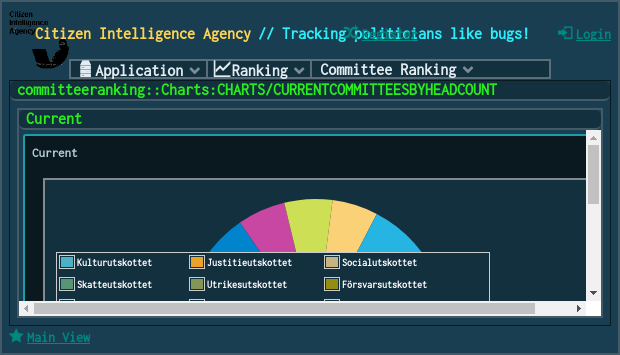 Citizen
Intelligence
Agency
Citizen Intelligence Agency // Tracking politicians like bugs!
Register
Login
Application
Ranking
Committee Ranking
committeeranking::Charts:CHARTS/CURRENTCOMMITTEESBYHEADCOUNT
Current
Current
Kulturutskottet
Justitieutskottet
Socialutskottet
Skatteutskottet
Utrikesutskottet
Försvarsutskottet
Main View